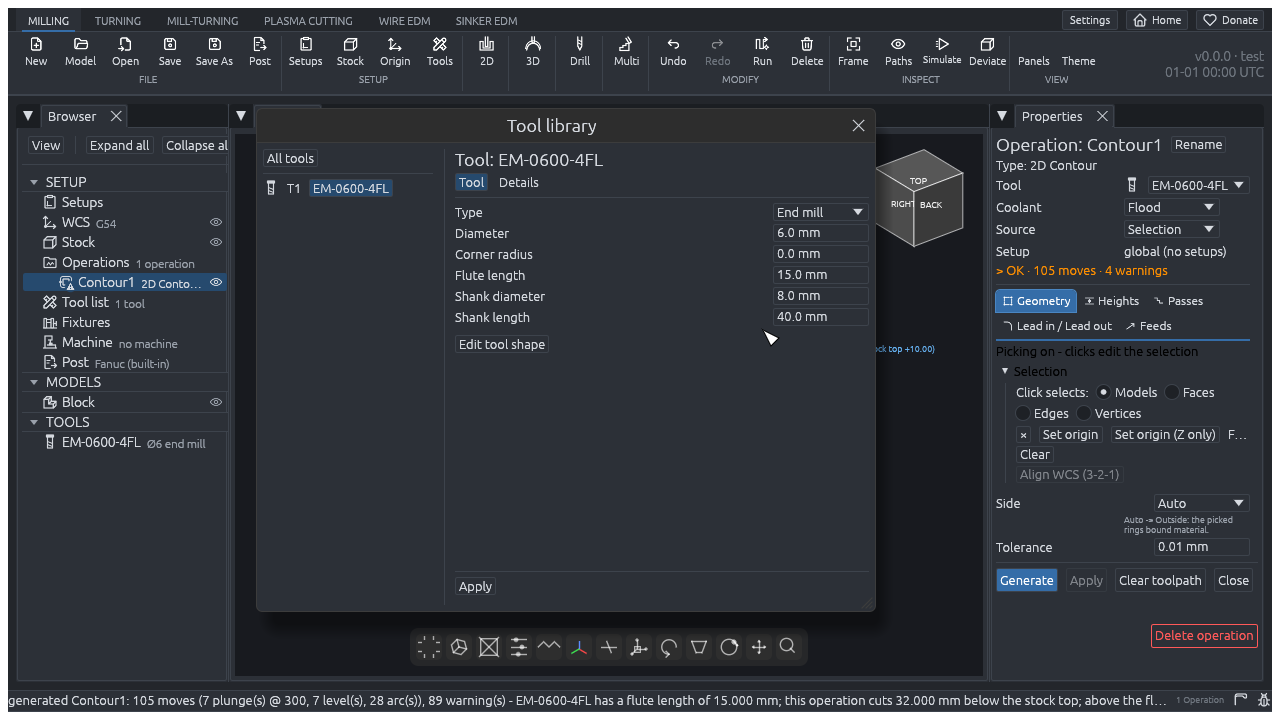 MILLING TURNING MILL-TURNING PLASMA CUTTING WIRE EDM SINKER EDM Settings Home Donate
New Model Open Save Save As Post Setups Stock Origin Tools 2D 3D Drill Multi Undo Redo Run Delete Frame Paths Simulate Deviate Panels Theme
FILE SETUP MODIFY INSPECT VIEW
v0.0.0 · test
01-01 00:00 UTC
Browser
View Expand all Collapse al
SETUP
Setups
WCS G54
Stock
Operations 1 operation
Contour1 2D Conto...
Tool list 1 tool
Fixtures
Machine no machine
Post Fanuc (built-in)
MODELS
Block
TOOLS
EM-0600-4FL Ø6 end mill
Tool library
All tools
T1 EM-0600-4FL
Tool: EM-0600-4FL
Tool Details
Type End mill
Diameter 6.0 mm
Corner radius 0.0 mm
Flute length 15.0 mm
Shank diameter 8.0 mm
Shank length 40.0 mm
Edit tool shape
Apply
TOP
RIGHT BACK
ck top +10.00)
Properties
Operation: Contour1 Rename
Type: 2D Contour
Tool EM-0600-4FL
Coolant Flood
Source Selection
Setup global (no setups)
> OK · 105 moves · 4 warnings
Geometry Heights Passes
Lead in / Lead out Feeds
Picking on - clicks edit the selection
Selection
Click selects: Models Faces
Edges Vertices
× Set origin Set origin (Z only) F...
Clear
Align WCS (3-2-1)
Side Auto
Auto -> Outside: the picked
rings bound material.
Tolerance 0.01 mm
Generate Apply Clear toolpath Close
Delete operation
generated Contour1: 105 moves (7 plunge(s) @ 300, 7 level(s), 28 arc(s)), 89 warning(s) - EM-0600-4FL has a flute length of 15.000 mm; this operation cuts 32.000 mm below the stock top; above the fl... 1 Operation